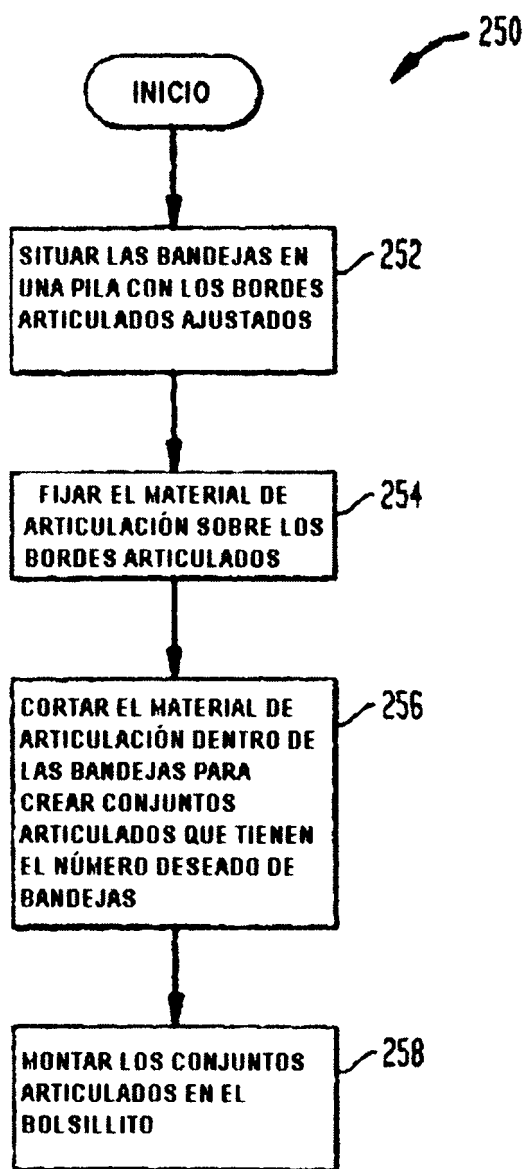 250
INICIO
252
SITUAR LAS BANDEJAS EN
UNA PILA CON LOS BORDES
ARTICULADOS AJUSTADOS
254
FIJAR EL MATERIAL DE
ARTICULACIÓN SOBRE LOS
BORDES ARTICULADOS
256
CORTAR EL MATERIAL DE
ARTICULACIÓN DENTRO DE
LAS BANDEJAS PARA
CREAR CONJUNTOS
ARTICULADOS QUE TIENEN
EL NÚMERO DESEADO DE
BANDEJAS
258
MONTAR LOS CONJUNTOS
ARTICULADOS EN EL
BOLSILLITO